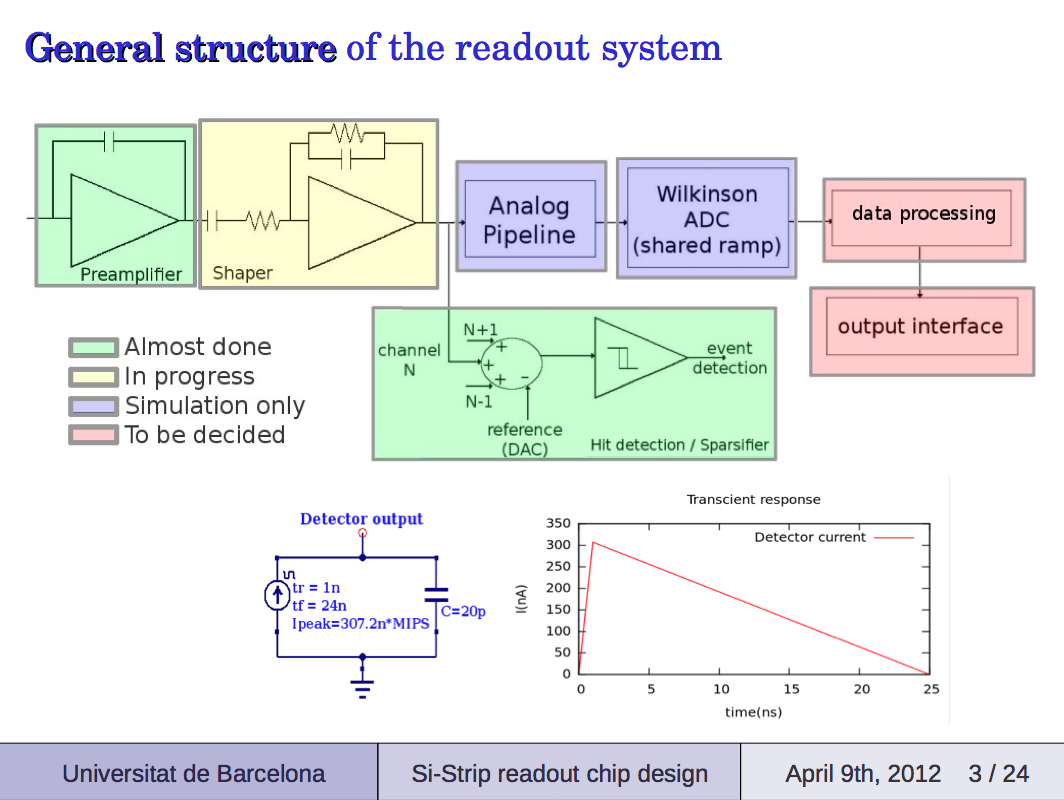 General structure of the readout system
Preamplifier
Shaper
Analog
Pipeline
Wilkinson
ADC
(shared ramp)
data processing
output interface
Almost done
In progress
Simulation only
To be decided
channel
N
N+1
+
+
+
-
N-1
reference
(DAC)
event
detection
Hit detection / Sparsifier
Detector output
tr = 1n
tf = 24n
Ipeak=307.2n*MIPS
C=20p
Transcient response
Detector current
I(nA)
350
300
250
200
150
100
50
0
0 5 10 15 20 25
time(ns)
Universitat de Barcelona
Si-Strip readout chip design
April 9th, 2012 3 / 24